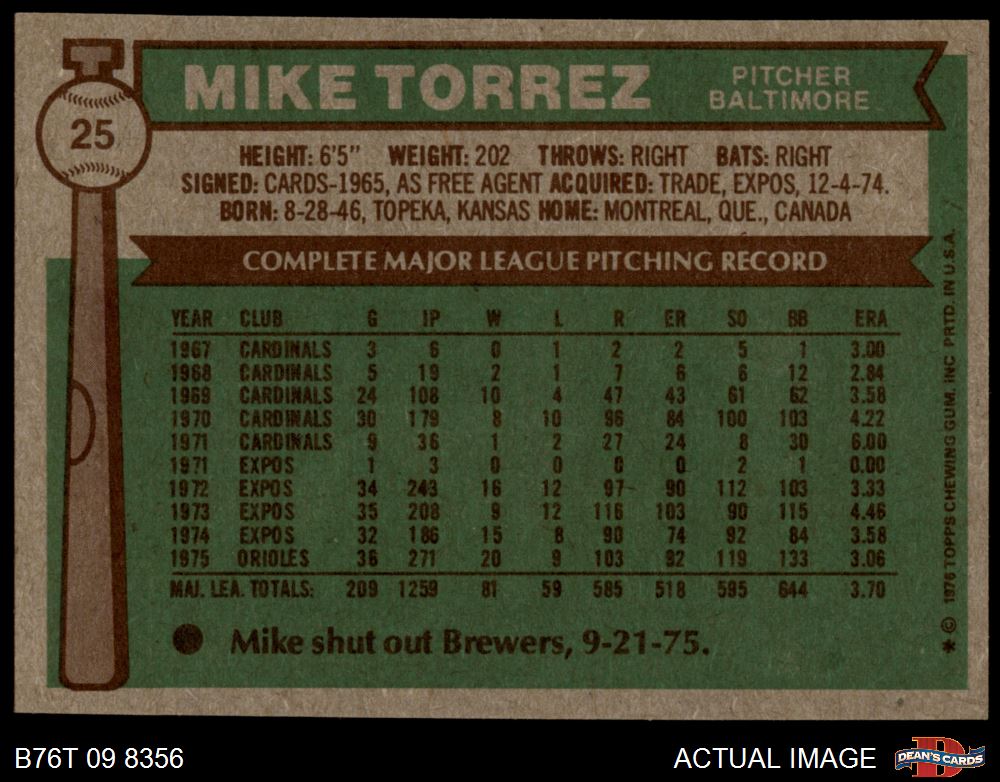 MIKE TORREZ
PITCHER
BALTIMORE
25
HEIGHT: 6'5" WEIGHT: 202 THROWS: RIGHT BATS: RIGHT
SIGNED: CARDS-1965, AS FREE AGENT ACQUIRED: TRADE, EXPOS, 12-4-74.
BORN: 8-28-46, TOPEKA, KANSAS HOME: MONTREAL, QUE., CANADA
COMPLETE MAJOR LEAGUE PITCHING RECORD
YEAR CLUB G IP W L R ER SO BB ERA
1967 CARDINALS 3 6 0 1 2 2 5 1 3.00
1968 CARDINALS 5 19 2 1 7 6 6 12 2.84
1969 CARDINALS 24 108 10 4 47 43 61 62 3.58
1970 CARDINALS 30 179 8 10 96 84 100 103 4.22
1971 CARDINALS 9 36 1 2 27 24 8 30 6.00
1971 EXPOS 1 3 0 0 0 0 2 1 0.00
1972 EXPOS 34 243 16 12 97 90 112 103 3.33
1973 EXPOS 35 208 9 12 116 103 90 115 4.46
1974 EXPOS 32 186 15 8 90 74 92 84 3.58
1975 ORIOLES 36 271 20 9 103 92 119 133 3.06
MAJ. LEA. TOTALS: 209 1259 81 59 585 518 595 644 3.70
Mike shut out Brewers, 9-21-75.
* © 1976 TOPPS CHEWING GUM, INC PRTD. IN U.S.A.
B76T 09 8356
ACTUAL IMAGE
D
DEAN'S CARDS